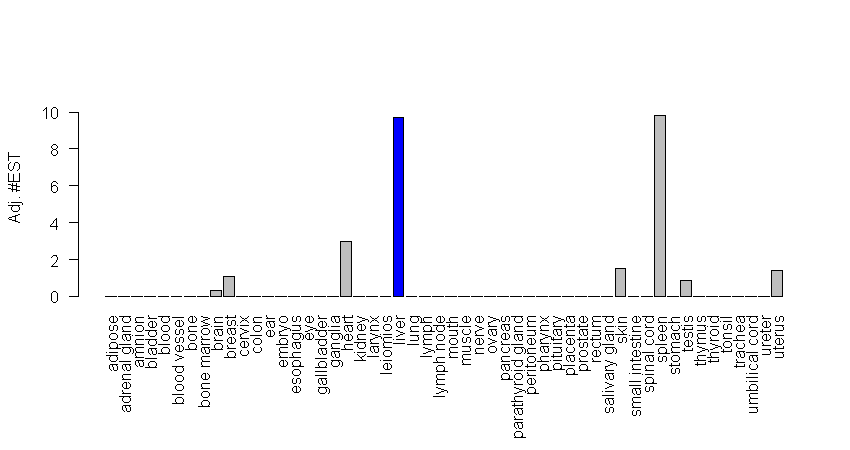 Adj. #EST
10
8
6
4
2
0
adipose
adrenal gland
amnion
bladder
blood
blood vessel
bone
bone marrow
brain
breast
cervix
colon
ear
embryo
esophagus
eye
gallbladder
ganglia
heart
kidney
larynx
leiomios
liver
lung
lymph
lymph node
mouth
muscle
nerve
ovary
pancreas
parathyroid gland
peritoneum
pharynx
pituitary
placenta
prostate
rectum
salivary gland
skin
small intestine
spinal cord
spleen
stomach
testis
thymus
thyroid
tonsil
trachea
umbilical cord
ureter
uterus